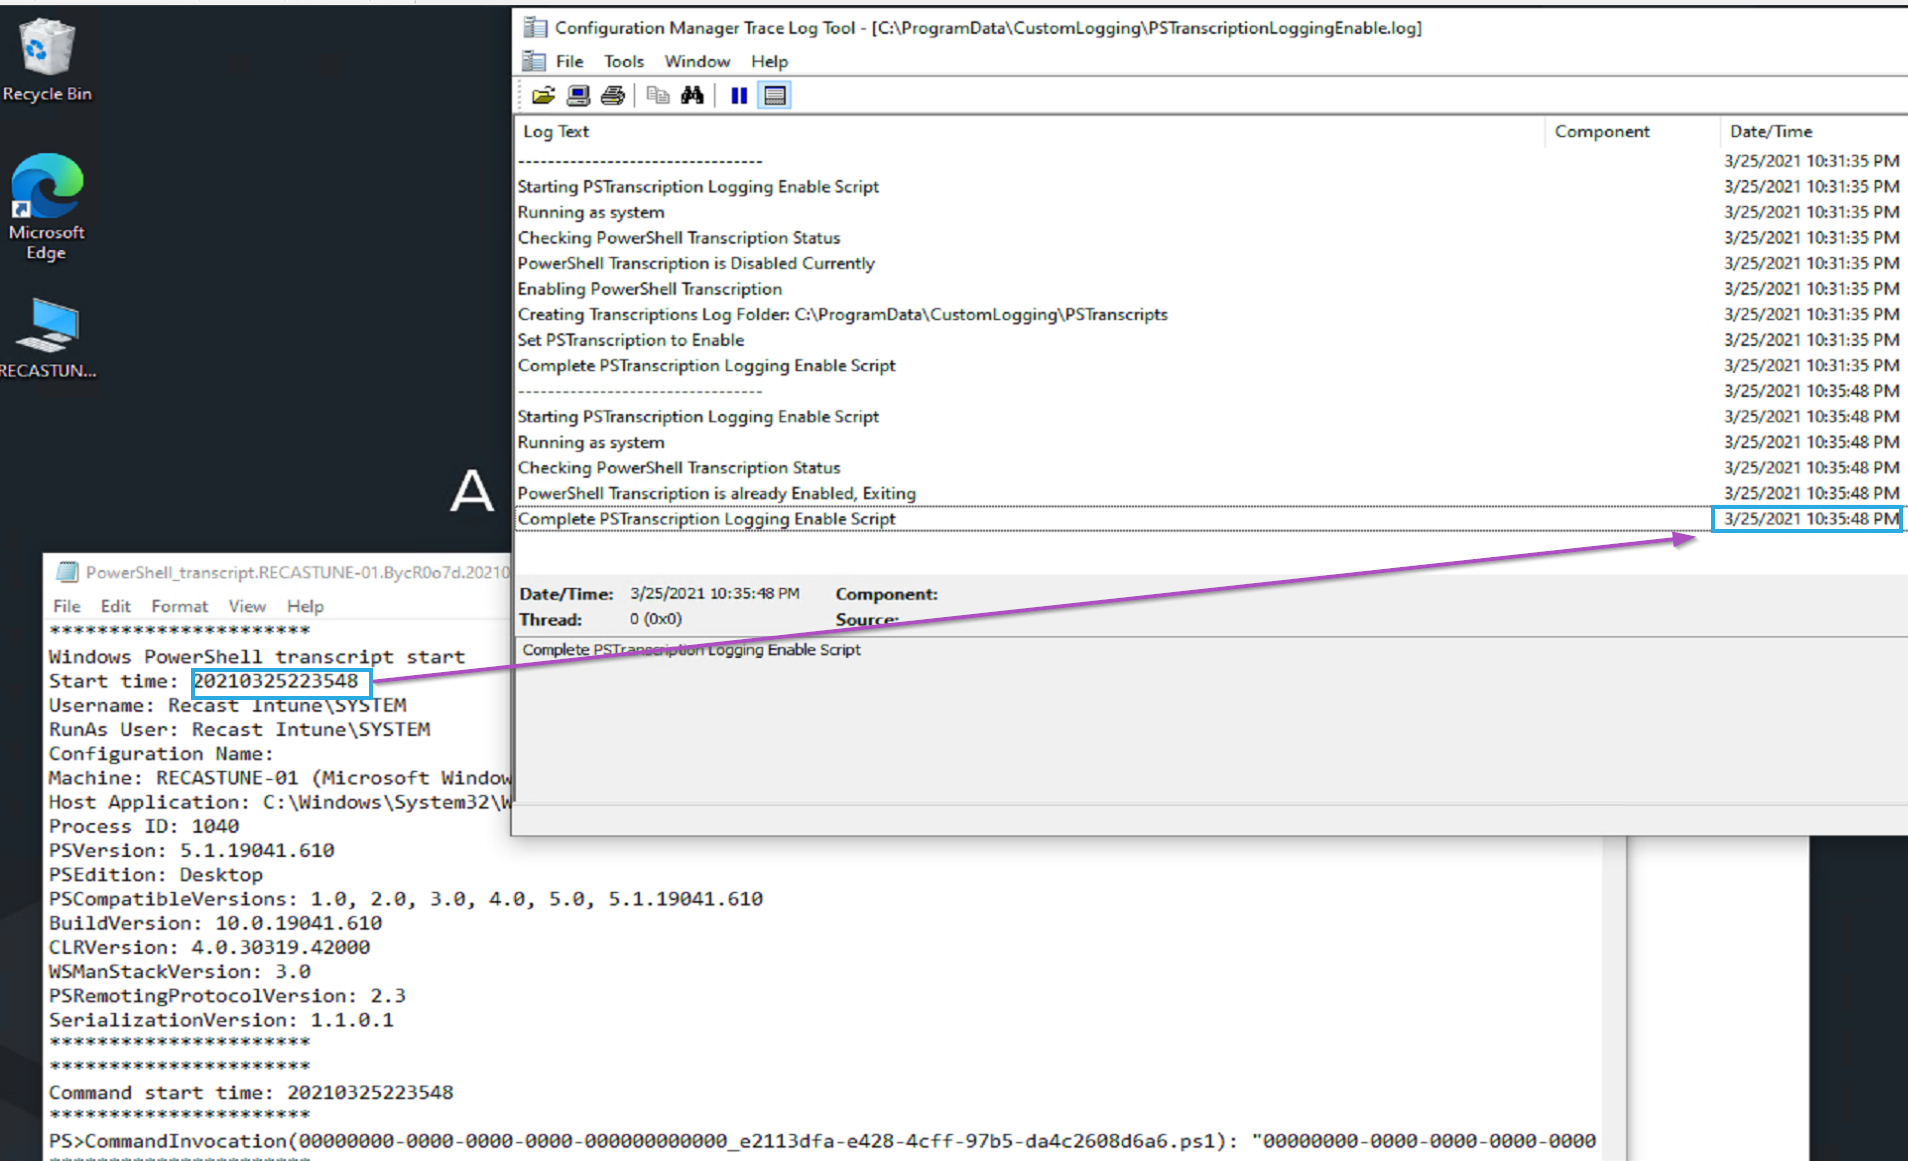 Recycle Bin
Microsoft
Edge
RECASTUN...
A
Configuration Manager Trace Log Tool - [C:\ProgramData\CustomLogging\PSTranscriptionLoggingEnable.log]
File Tools Window Help
Log Text Component Date/Time
--------------------------------- 3/25/2021 10:31:35 PM
Starting PSTranscription Logging Enable Script 3/25/2021 10:31:35 PM
Running as system 3/25/2021 10:31:35 PM
Checking PowerShell Transcription Status 3/25/2021 10:31:35 PM
PowerShell Transcription is Disabled Currently 3/25/2021 10:31:35 PM
Enabling PowerShell Transcription 3/25/2021 10:31:35 PM
Creating Transcriptions Log Folder: C:\ProgramData\CustomLogging\PSTranscripts 3/25/2021 10:31:35 PM
Set PSTranscription to Enable 3/25/2021 10:31:35 PM
Complete PSTranscription Logging Enable Script 3/25/2021 10:31:35 PM
--------------------------------- 3/25/2021 10:35:48 PM
Starting PSTranscription Logging Enable Script 3/25/2021 10:35:48 PM
Running as system 3/25/2021 10:35:48 PM
Checking PowerShell Transcription Status 3/25/2021 10:35:48 PM
PowerShell Transcription is already Enabled, Exiting 3/25/2021 10:35:48 PM
Complete PSTranscription Logging Enable Script 3/25/2021 10:35:48 PM
Date/Time: 3/25/2021 10:35:48 PM Component:
Thread: 0 (0x0) Source:
Complete PSTranscription Logging Enable Script
PowerShell_transcript.RECASTUNE-01.BycR0o7d.20210
File Edit Format View Help
**********************
Windows PowerShell transcript start
Start time: 20210325223548
Username: Recast Intune\SYSTEM
RunAs User: Recast Intune\SYSTEM
Configuration Name:
Machine: RECASTUNE-01 (Microsoft Window
Host Application: C:\Windows\System32\W
Process ID: 1040
PSVersion: 5.1.19041.610
PSEdition: Desktop
PSCompatibleVersions: 1.0, 2.0, 3.0, 4.0, 5.0, 5.1.19041.610
BuildVersion: 10.0.19041.610
CLRVersion: 4.0.30319.42000
WSManStackVersion: 3.0
PSRemotingProtocolVersion: 2.3
SerializationVersion: 1.1.0.1
**********************
**********************
Command start time: 20210325223548
**********************
PS>CommandInvocation(00000000-0000-0000-0000-000000000000_e2113dfa-e428-4cff-97b5-da4c2608d6a6.ps1): "00000000-0000-0000-0000-0000
**********************